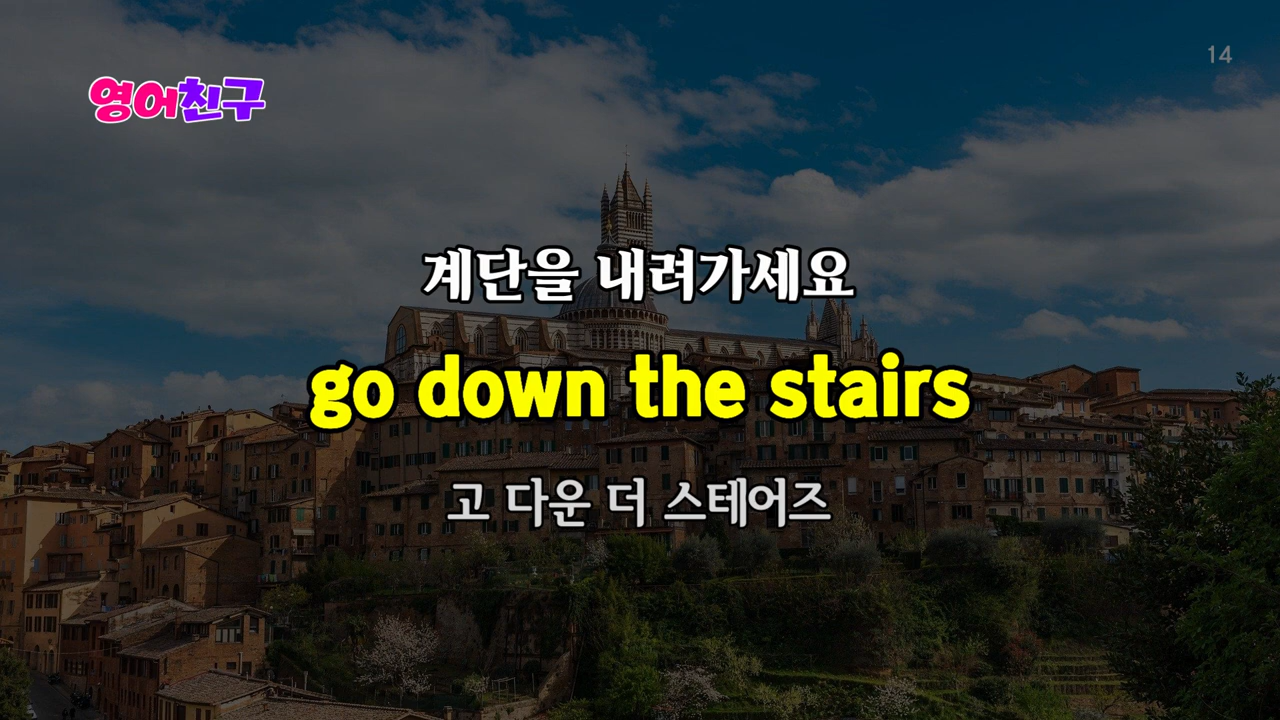 14
영어친구
계단을 내려가세요
go down the stairs
고 다운 더 스테어즈